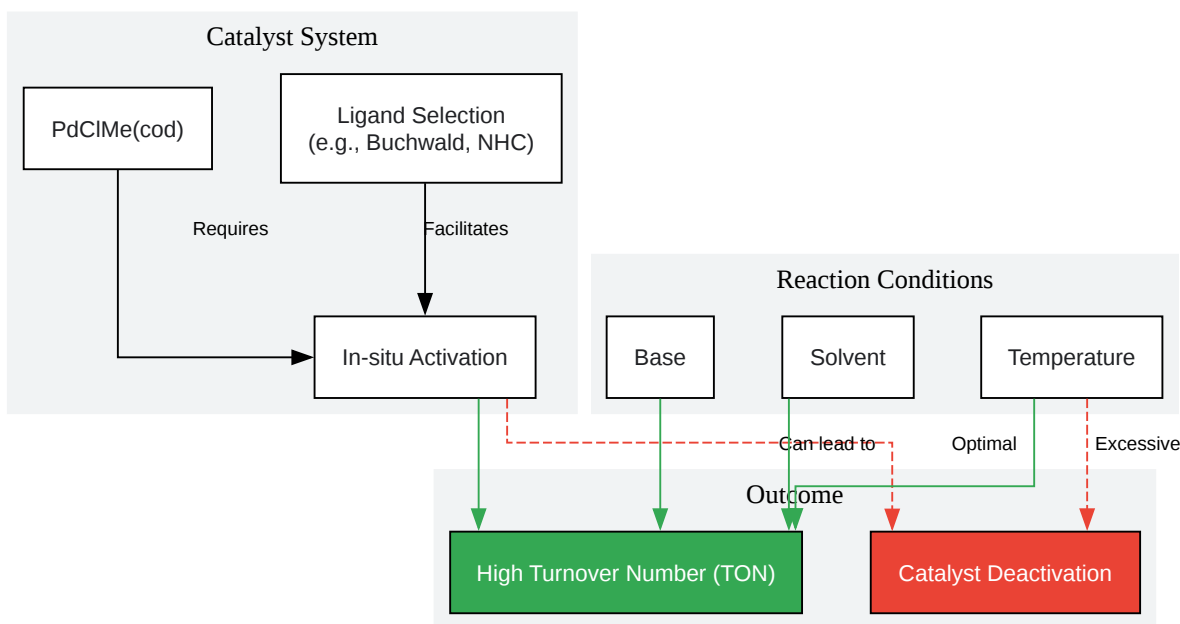 Catalyst System
PdClMe(cod)
Ligand Selection
(e.g., Buchwald, NHC)
Requires
Facilitates
In-situ Activation
Reaction Conditions
Base
Solvent
Temperature
Can lead to
Optimal
Excessive
Outcome
High Turnover Number (TON)
Catalyst Deactivation